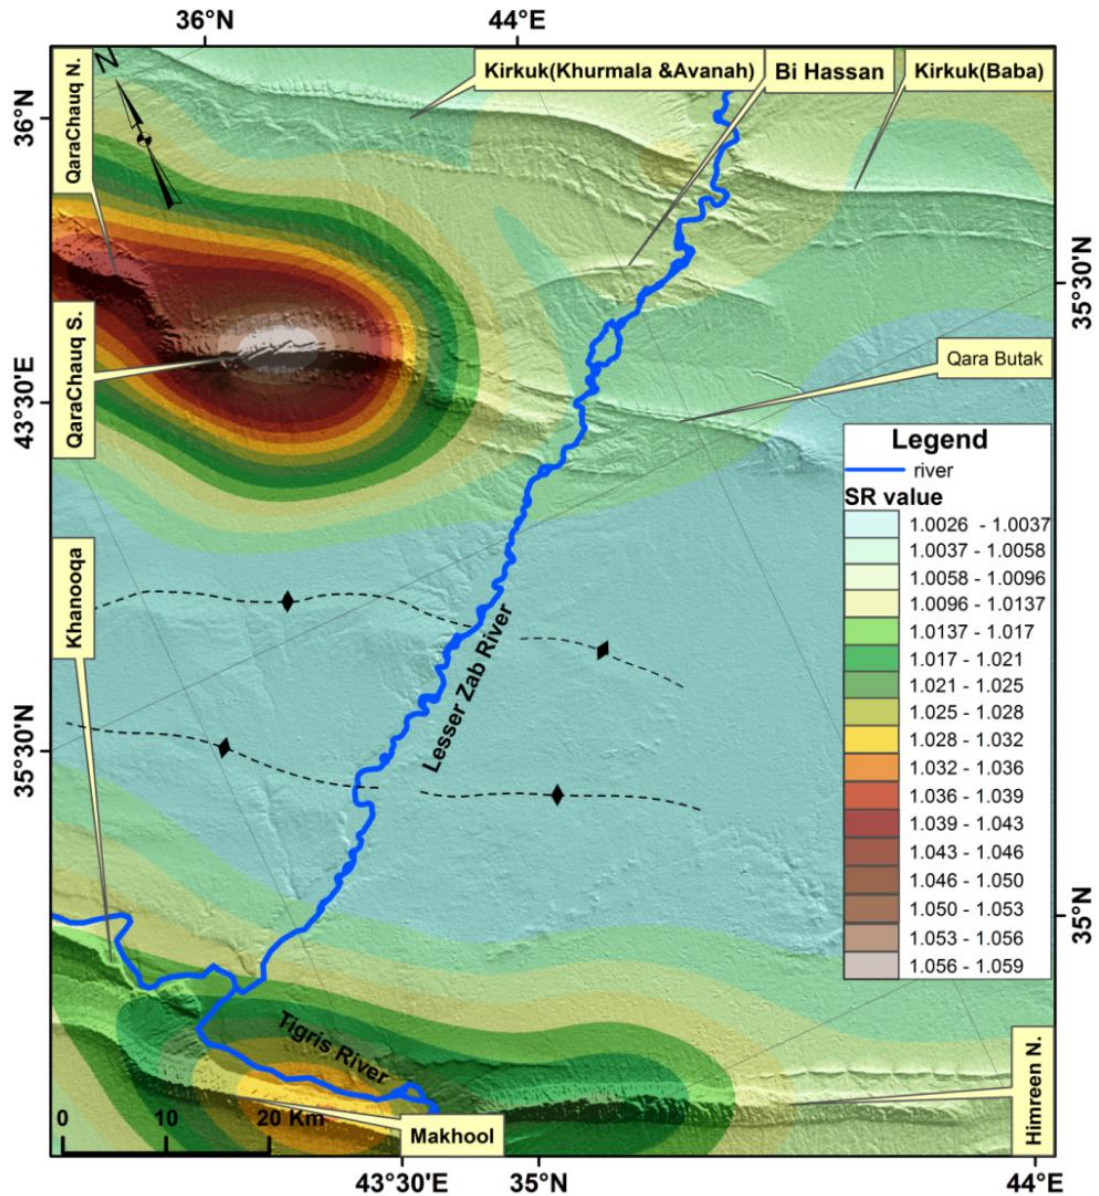 36°N
44°E
N
QaraChauq N.
Kirkuk(Khurmala &Avanah)
Bi Hassan
Kirkuk(Baba)
36°N
35°30'N
QaraChauq S.
43°30'E
Qara Butak
Legend
river
SR value
1.0026 - 1.0037
1.0037 - 1.0058
1.0058 - 1.0096
1.0096 - 1.0137
1.0137 - 1.017
1.017 - 1.021
1.021 - 1.025
1.025 - 1.028
1.028 - 1.032
1.032 - 1.036
1.036 - 1.039
1.039 - 1.043
1.043 - 1.046
1.046 - 1.050
1.050 - 1.053
1.053 - 1.056
1.056 - 1.059
Khanooqa
Lesser Zab River
35°30'N
35°N
Tigris River
Himreen N.
0 10 20 Km
Makhool
43°30'E
35°N
44°E